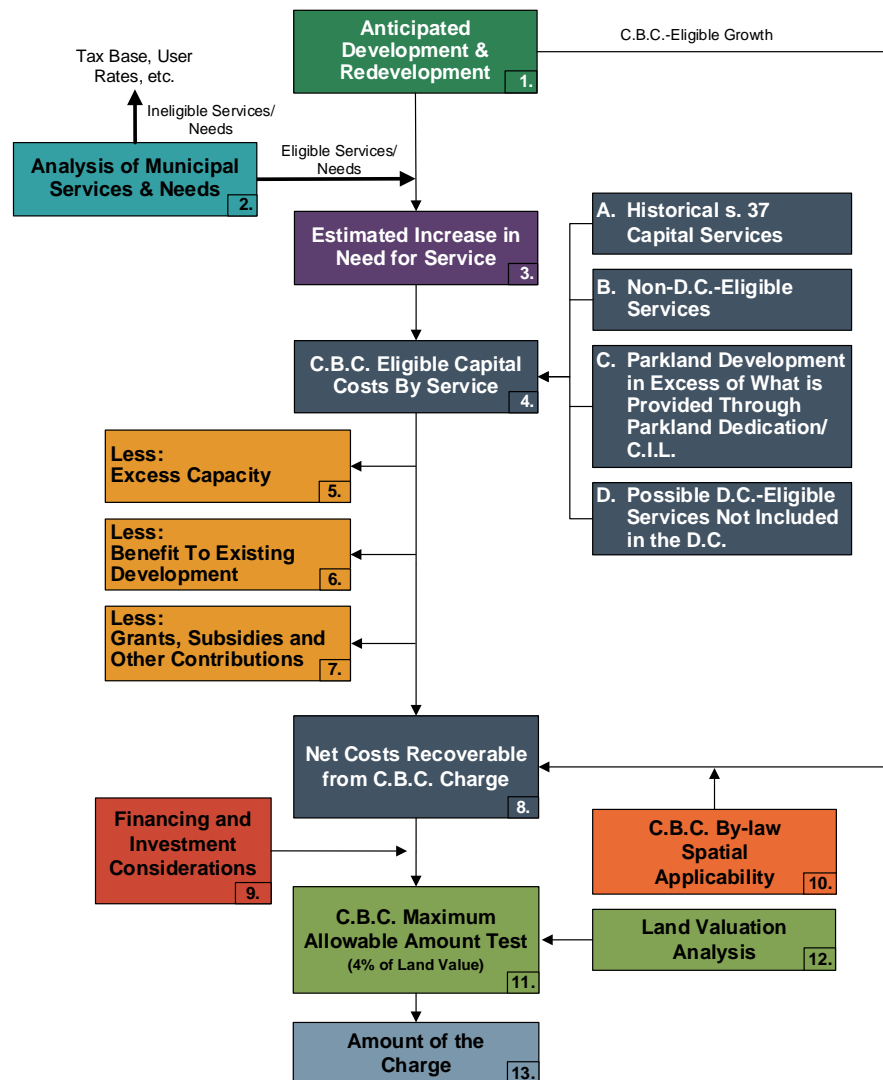 Anticipated
Development &
Redevelopment
1.
C.B.C.-Eligible Growth
Tax Base, User
Rates, etc.
Ineligible Services/
Needs
Analysis of Municipal
Services & Needs
2.
Eligible Services/
Needs
Estimated Increase in
Need for Service
3.
A. Historical s. 37
Capital Services
B. Non-D.C.-Eligible
Services
C. Parkland Development
in Excess of What is
Provided Through
Parkland Dedication/
C.I.L.
D. Possible D.C.-Eligible
Services Not Included
in the D.C.
C.B.C. Eligible Capital
Costs By Service
4.
Less:
Excess Capacity
5.
Less:
Benefit To Existing
Development
6.
Less:
Grants, Subsidies and
Other Contributions
7.
Net Costs Recoverable
from C.B.C. Charge
8.
Financing and
Investment
Considerations
9.
C.B.C. By-law
Spatial
Applicability
10.
C.B.C. Maximum
Allowable Amount Test
(4% of Land Value)
11.
Land Valuation
Analysis
12.
Amount of the
Charge
13.